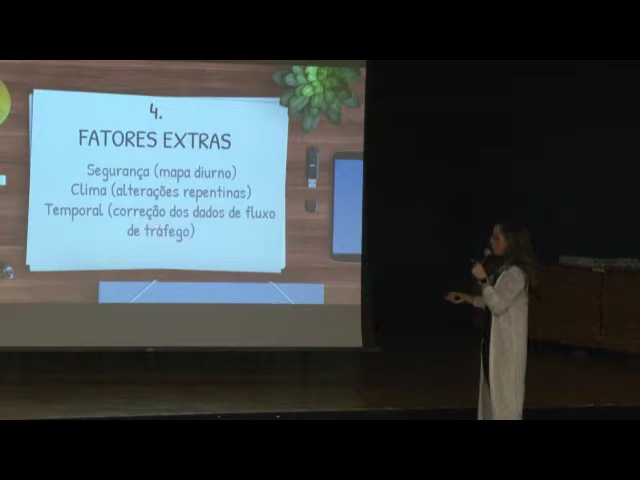 4.
FATORES EXTRAS
Segurança (mapa diurno)
Clima (alterações repentinas)
Temporal (correção dos dados de fluxo
de tráfego)